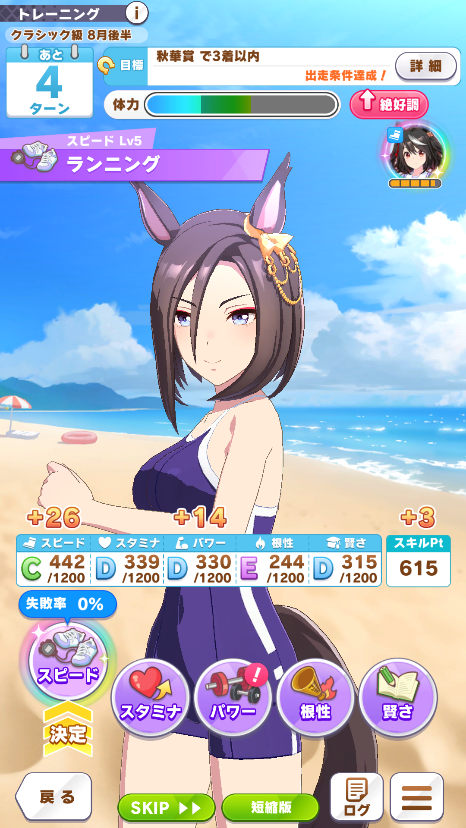 トレーニング i
クラシック級 8月後半
あと
4
ターン
目標
秋華賞 で3着以内
出走条件達成!
詳細
体力
絶好調
スピード Lv5
ランニング
+26 +14 +3
スピード スタミナ パワー 根性 賢さ スキルPt
C 442 /1200 D 339 /1200 D 330 /1200 E 244 /1200 D 315 /1200 615
失敗率 0%
スピード スタミナ パワー ! 根性 賢さ
決定
戻る
SKIP
短縮版
ログ